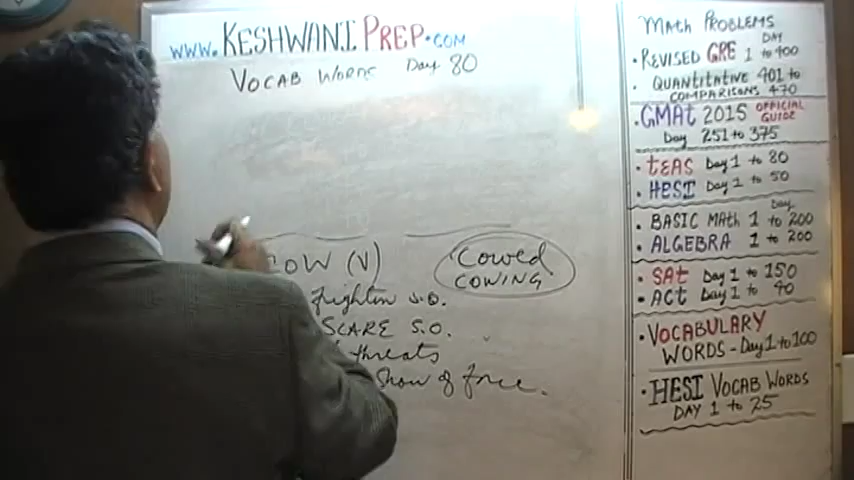 www.KESHWANIPREP.COM
VOCAB WORDS Day 80
COW (V)
frighten S.O.
SCARE S.O.
threats
Show of force.
Cowed
COWING
MATH PROBLEMS
DAY
• REVISED GRE 1 to 400
• QUANTITATIVE 401 to
COMPARISONS 470
• GMAt 2015 OFFICIAL
GUIDE
Day 251 to 375
• tEAS Day 1 to 80
• HESI Day 1 to 50
Day
• BASIC MAth 1 to 200
• ALGEBRA 1 to 200
• SAt Day 1 to 150
• ACt Day 1 to 40
• VOCABULARY
WORDS - Day 1 to 100
• HESI VOCAB WORDS
DAY 1 to 25